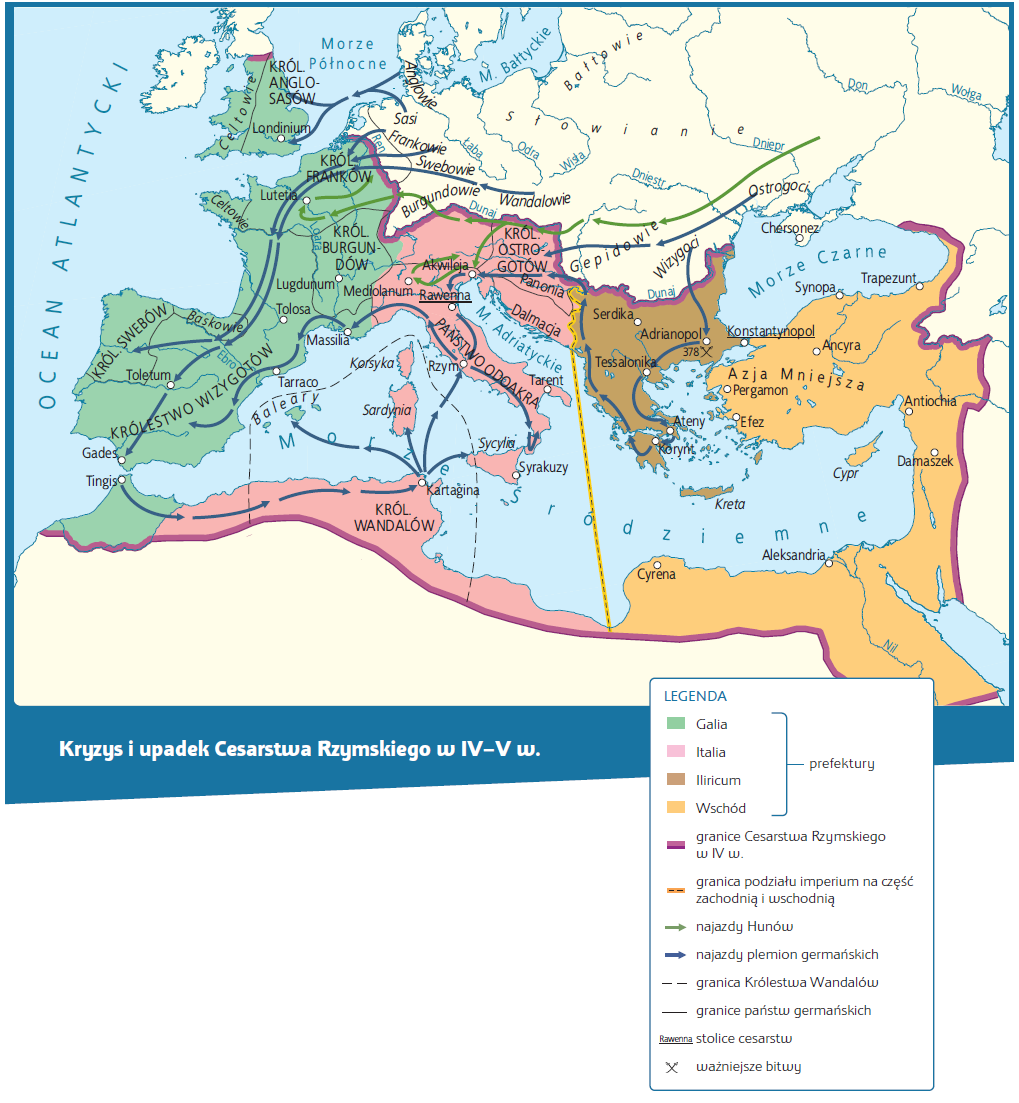 OCEAN ATLANTYCKI
Morze
Północne
M. Bałtyckie
Bałtowie
Słowianie
Don
Wołga
Dniepr
Dniestr
Wisła
Odra
Łaba
Ren
Anglowie
Sasi
Frankowie
Swebowie
Burgundowie
Wandalowie
Ostrogoci
Gepidowie
Wizygoci
Dunaj
Dunaj
KRÓL.
ANGLO-
SASÓW
Celtowie
Londinium
KRÓL.
FRANKÓW
Lutetia
Celtowie
KRÓL.
BURGUN-
DÓW
Lugdunum
Mediolanum
Akwileja
Rawenna
KRÓL.
OSTRO-
GOTÓW
Panonia
Dalmacja
M. Adriatyckie
PAŃSTWO ODOAKRA
Rzym
Tarent
Korsyka
Sardynia
Sycylia
Syrakuzy
Massilia
Tolosa
Baskowie
KRÓL. SWEBÓW
Ebro
Toletum
Tarraco
KRÓLESTWO WIZYGOTÓW
Baleary
Gades
Tingis
Kartagina
KRÓL.
WANDALÓW
Morze Śródziemne
Serdika
Adrianopol
378
Konstantynopol
Tessalonika
Ateny
Korynt
Kreta
Chersonez
Morze Czarne
Synopa
Trapezunt
Ancyra
Azja Mniejsza
Pergamon
Efez
Antiochia
Damaszek
Cypr
Aleksandria
Cyrena
Nil
Kryzys i upadek Cesarstwa Rzymskiego w IV–V w.
LEGENDA
Galia
Italia
Iliricum
Wschód
prefektury
granice Cesarstwa Rzymskiego
w IV w.
granica podziału imperium na część
zachodnią i wschodnią
najazdy Hunów
najazdy plemion germańskich
granica Królestwa Wandalów
granice państw germańskich
Rawenna stolice cesarstw
ważniejsze bitwy